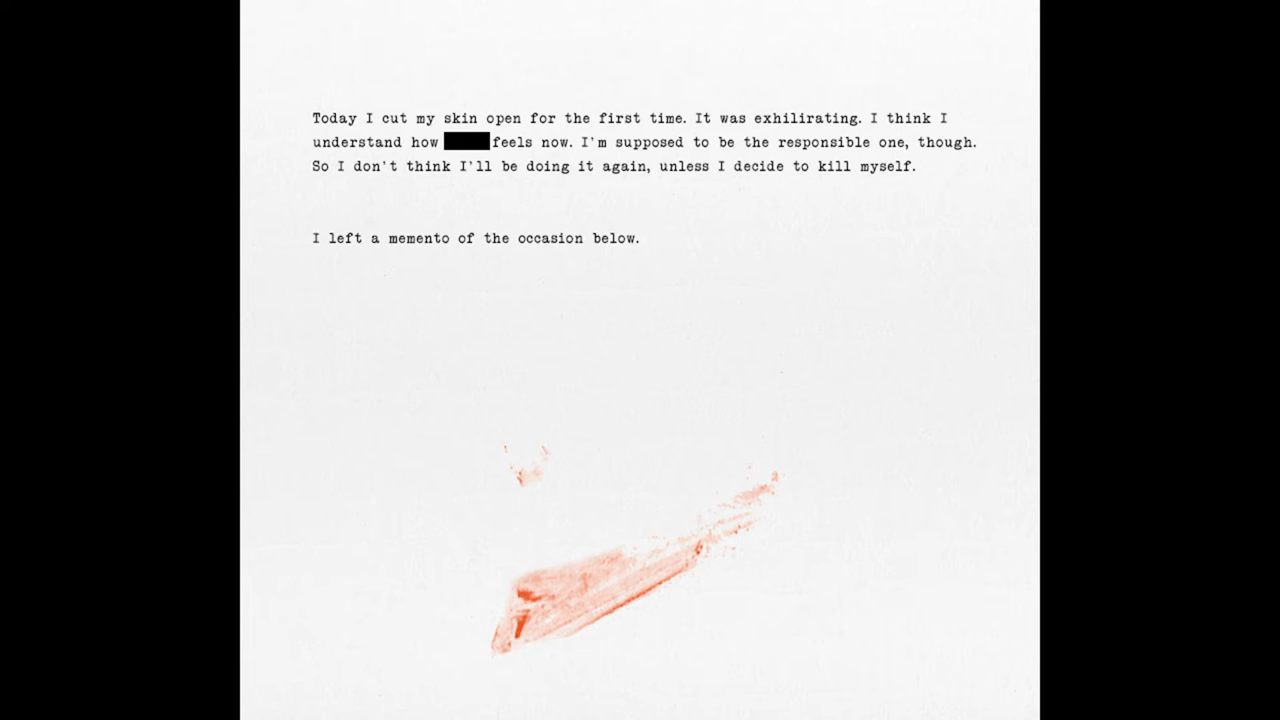 Today I cut my skin open for the first time. It was exhilirating. I think I
understand how feels now. I'm supposed to be the responsible one, though.
So I don't think I'll be doing it again, unless I decide to kill myself.
I left a memento of the occasion below.